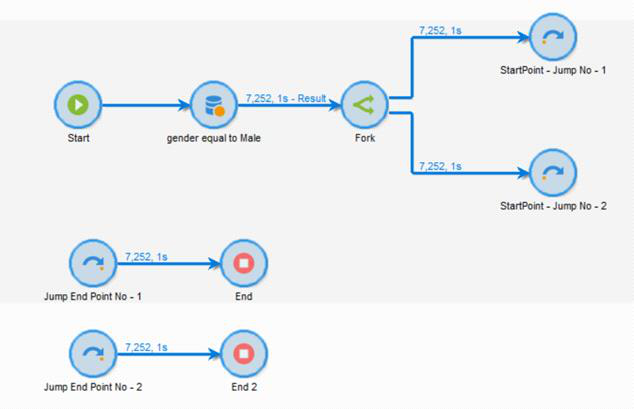 7,252, 1s
StartPoint - Jump No - 1
7,252, 1s - Result
Start
gender equal to Male
Fork
7,252, 1s
StartPoint - Jump No - 2
7,252, 1s
Jump End Point No - 1
End
7,252, 1s
Jump End Point No - 2
End 2